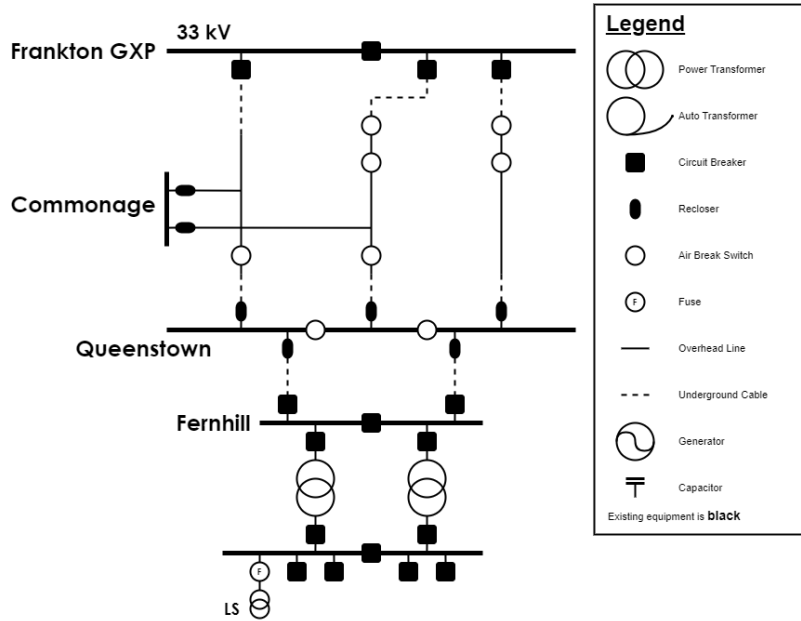 33 kV
Frankton GXP
Commonage
Queenstown
Fernhill
F
LS
Legend
Power Transformer
Auto Transformer
Circuit Breaker
Recloser
Air Break Switch
F
Fuse
Overhead Line
Underground Cable
Generator
Capacitor
Existing equipment is black